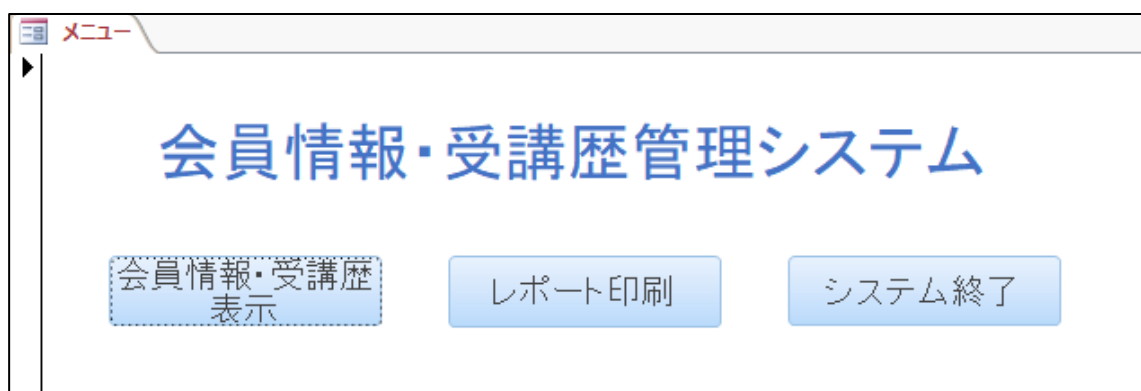 メニュー
会員情報・受講歴管理システム
会員情報・受講歴
表示
レポート印刷
システム終了